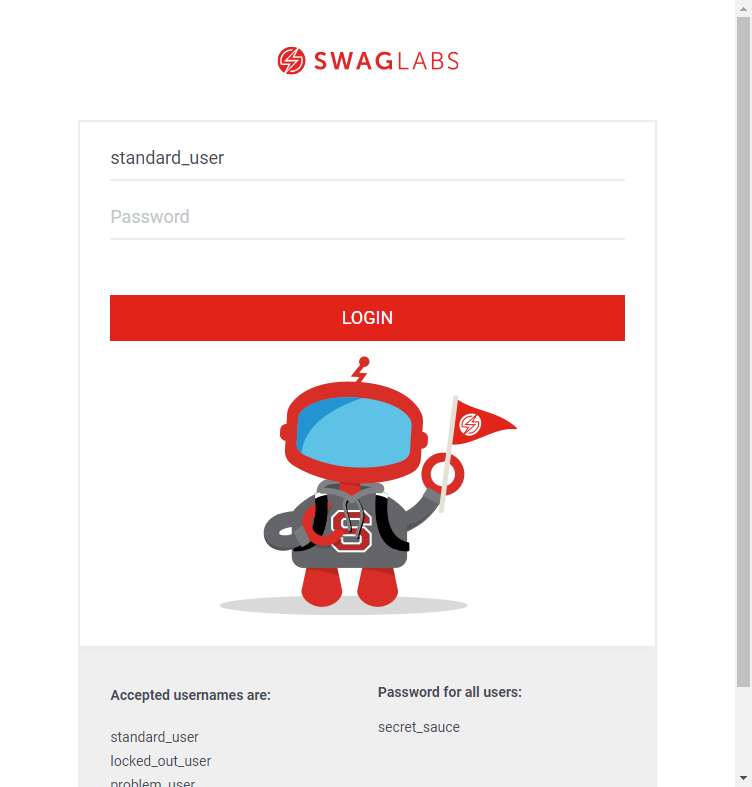 SWAGLABS
standard_user
Password
LOGIN
S
Accepted usernames are:
standard_user
locked_out_user
problem_user
Password for all users:
secret_sauce